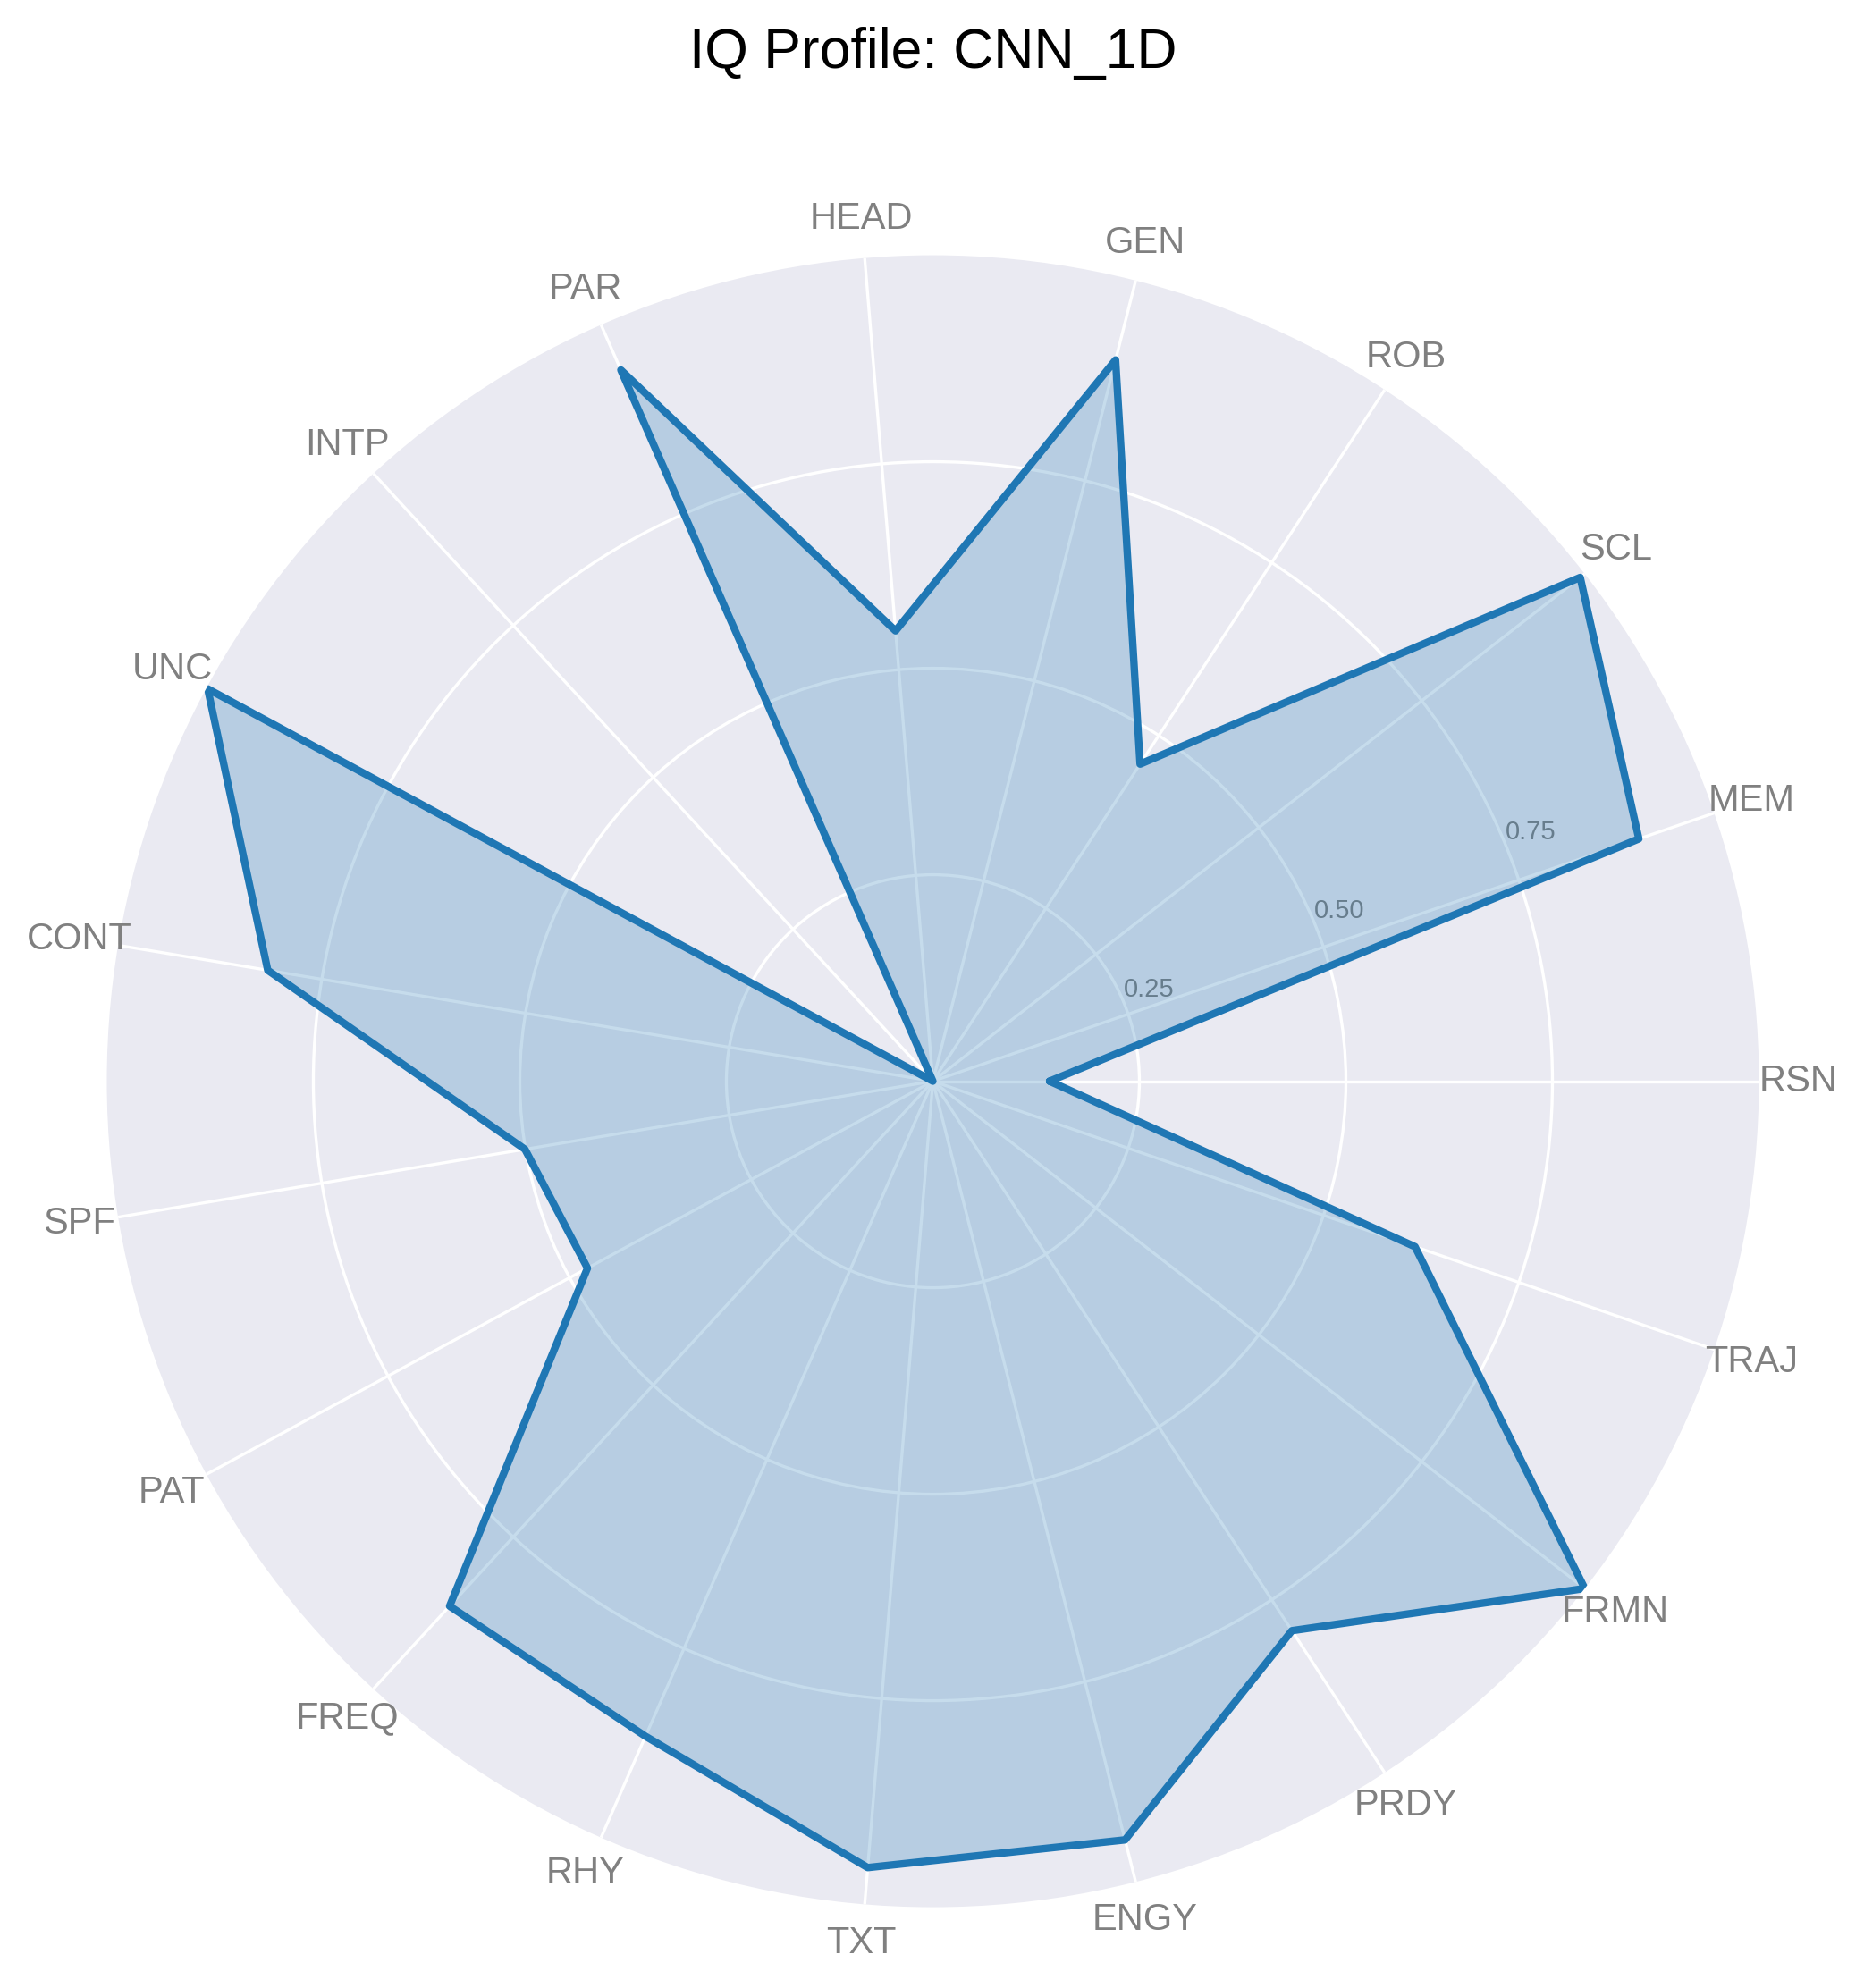 IQ Profile: CNN_1D
HEAD
GEN
PAR
ROB
INTP
SCL
UNC
MEM
0.75
0.50
CONT
0.25
RSN
SPF
TRAJ
PAT
FRMN
FREQ
PRDY
RHY
ENGY
TXT